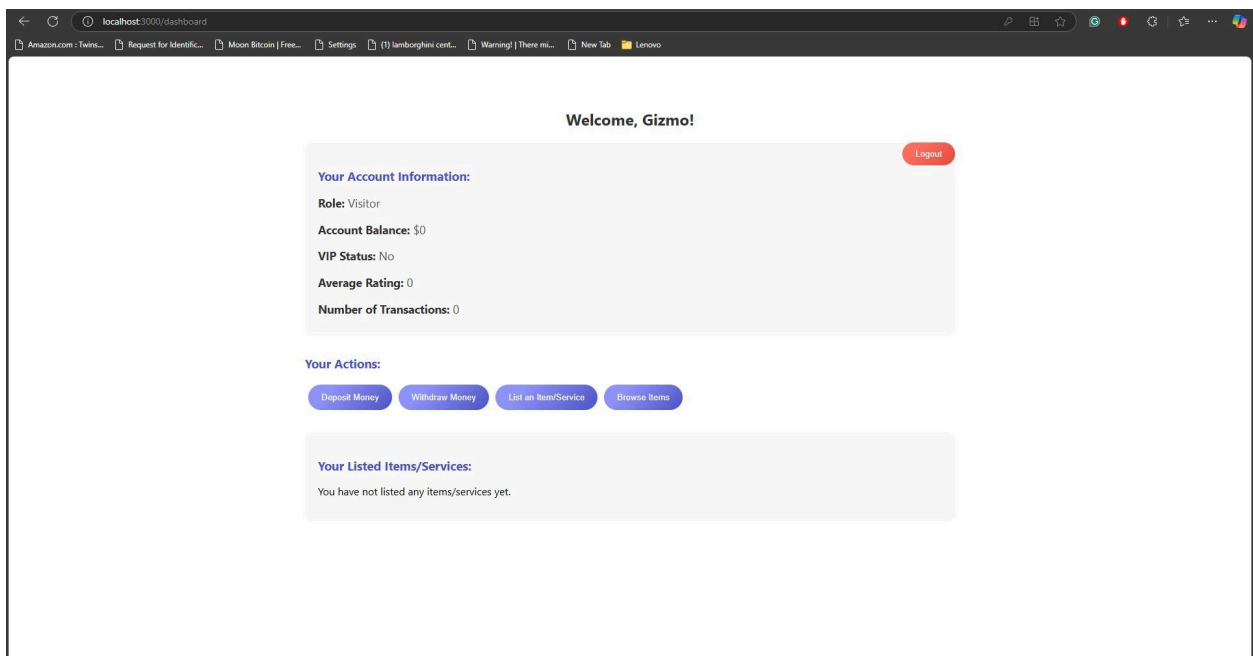 localhost:3000/dashboard
Amazon.com : Twins... Request for Identific... Moon Bitcoin | Free... Settings (1) lamborghini cent... Warning! | There mi... New Tab Lenovo
Welcome, Gizmo!
Logout
Your Account Information:
Role: Visitor
Account Balance: $0
VIP Status: No
Average Rating: 0
Number of Transactions: 0
Your Actions:
Deposit Money Withdraw Money List an Item/Service Browse Items
Your Listed Items/Services:
You have not listed any items/services yet.